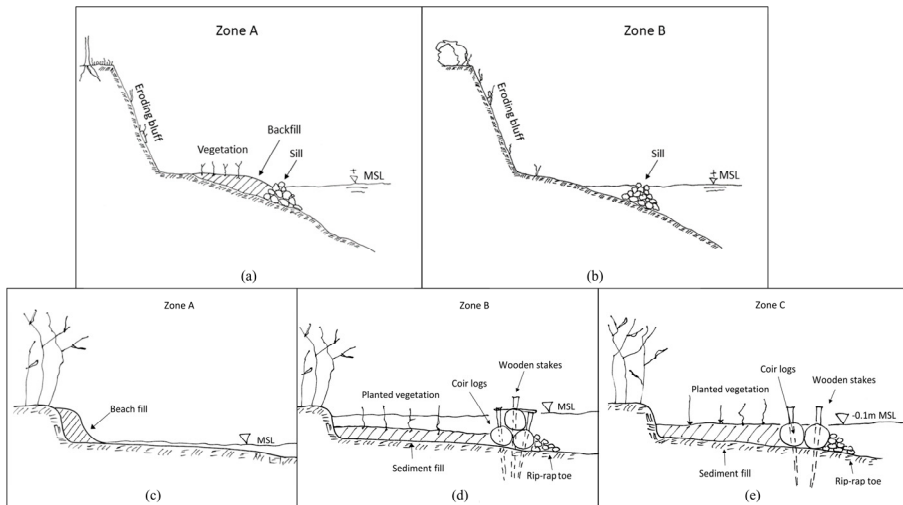 Zone A
Eroding bluff
Vegetation
Backfill
Sill
± MSL
(a)
Zone B
Eroding bluff
Sill
± MSL
(b)
Zone A
Beach fill
MSL
(c)
Zone B
Wooden stakes
Coir logs
Planted vegetation
MSL
Sediment fill
Rip-rap toe
(d)
Zone C
Coir logs
Wooden stakes
Planted vegetation
-0.1m MSL
Sediment fill
Rip-rap toe
(e)